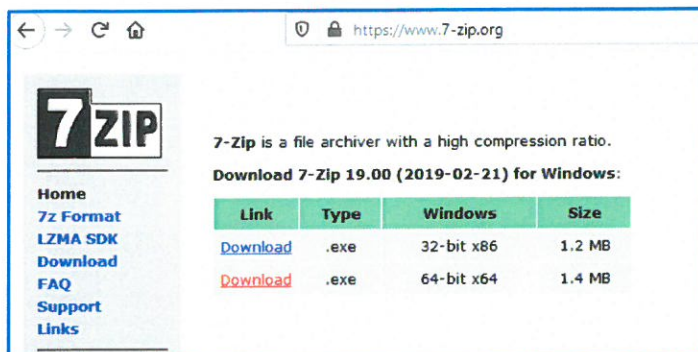 https://www.7-zip.org
7 ZIP
7-Zip is a file archiver with a high compression ratio.
Download 7-Zip 19.00 (2019-02-21) for Windows:
Link Type Windows Size
Download .exe 32-bit x86 1.2 MB
Download .exe 64-bit x64 1.4 MB
Home
7z Format
LZMA SDK
Download
FAQ
Support
Links